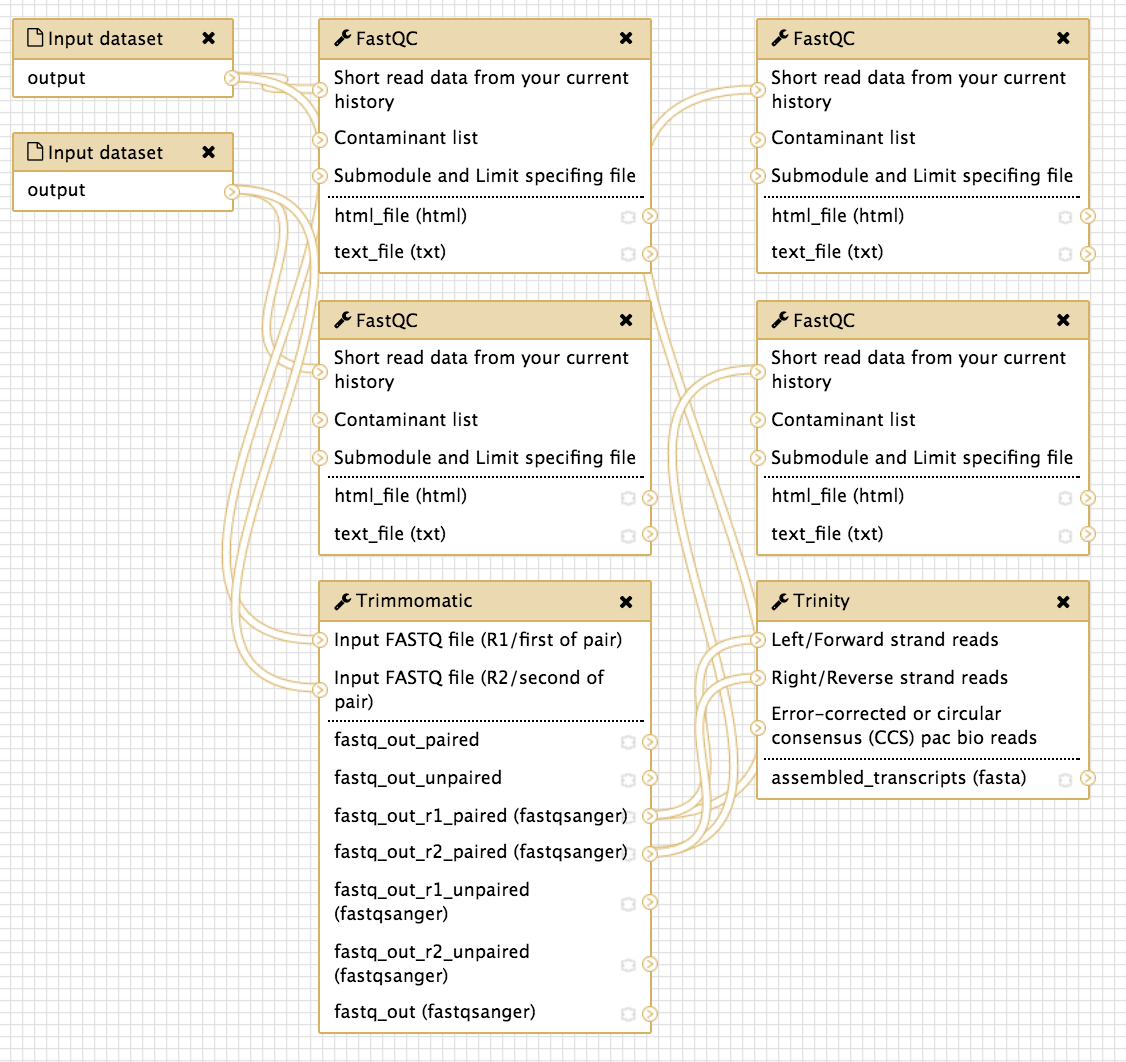 Input dataset
output
Input dataset
output
FastQC
Short read data from your current
history
Contaminant list
Submodule and Limit specifing file
html_file (html)
text_file (txt)
FastQC
Short read data from your current
history
Contaminant list
Submodule and Limit specifing file
html_file (html)
text_file (txt)
Trimmomatic
Input FASTQ file (R1/first of pair)
Input FASTQ file (R2/second of
pair)
fastq_out_paired
fastq_out_unpaired
fastq_out_r1_paired (fastqsanger)
fastq_out_r2_paired (fastqsanger)
fastq_out_r1_unpaired
(fastqsanger)
fastq_out_r2_unpaired
(fastqsanger)
fastq_out (fastqsanger)
FastQC
Short read data from your current
history
Contaminant list
Submodule and Limit specifing file
html_file (html)
text_file (txt)
FastQC
Short read data from your current
history
Contaminant list
Submodule and Limit specifing file
html_file (html)
text_file (txt)
Trinity
Left/Forward strand reads
Right/Reverse strand reads
Error-corrected or circular
consensus (CCS) pac bio reads
assembled_transcripts (fasta)